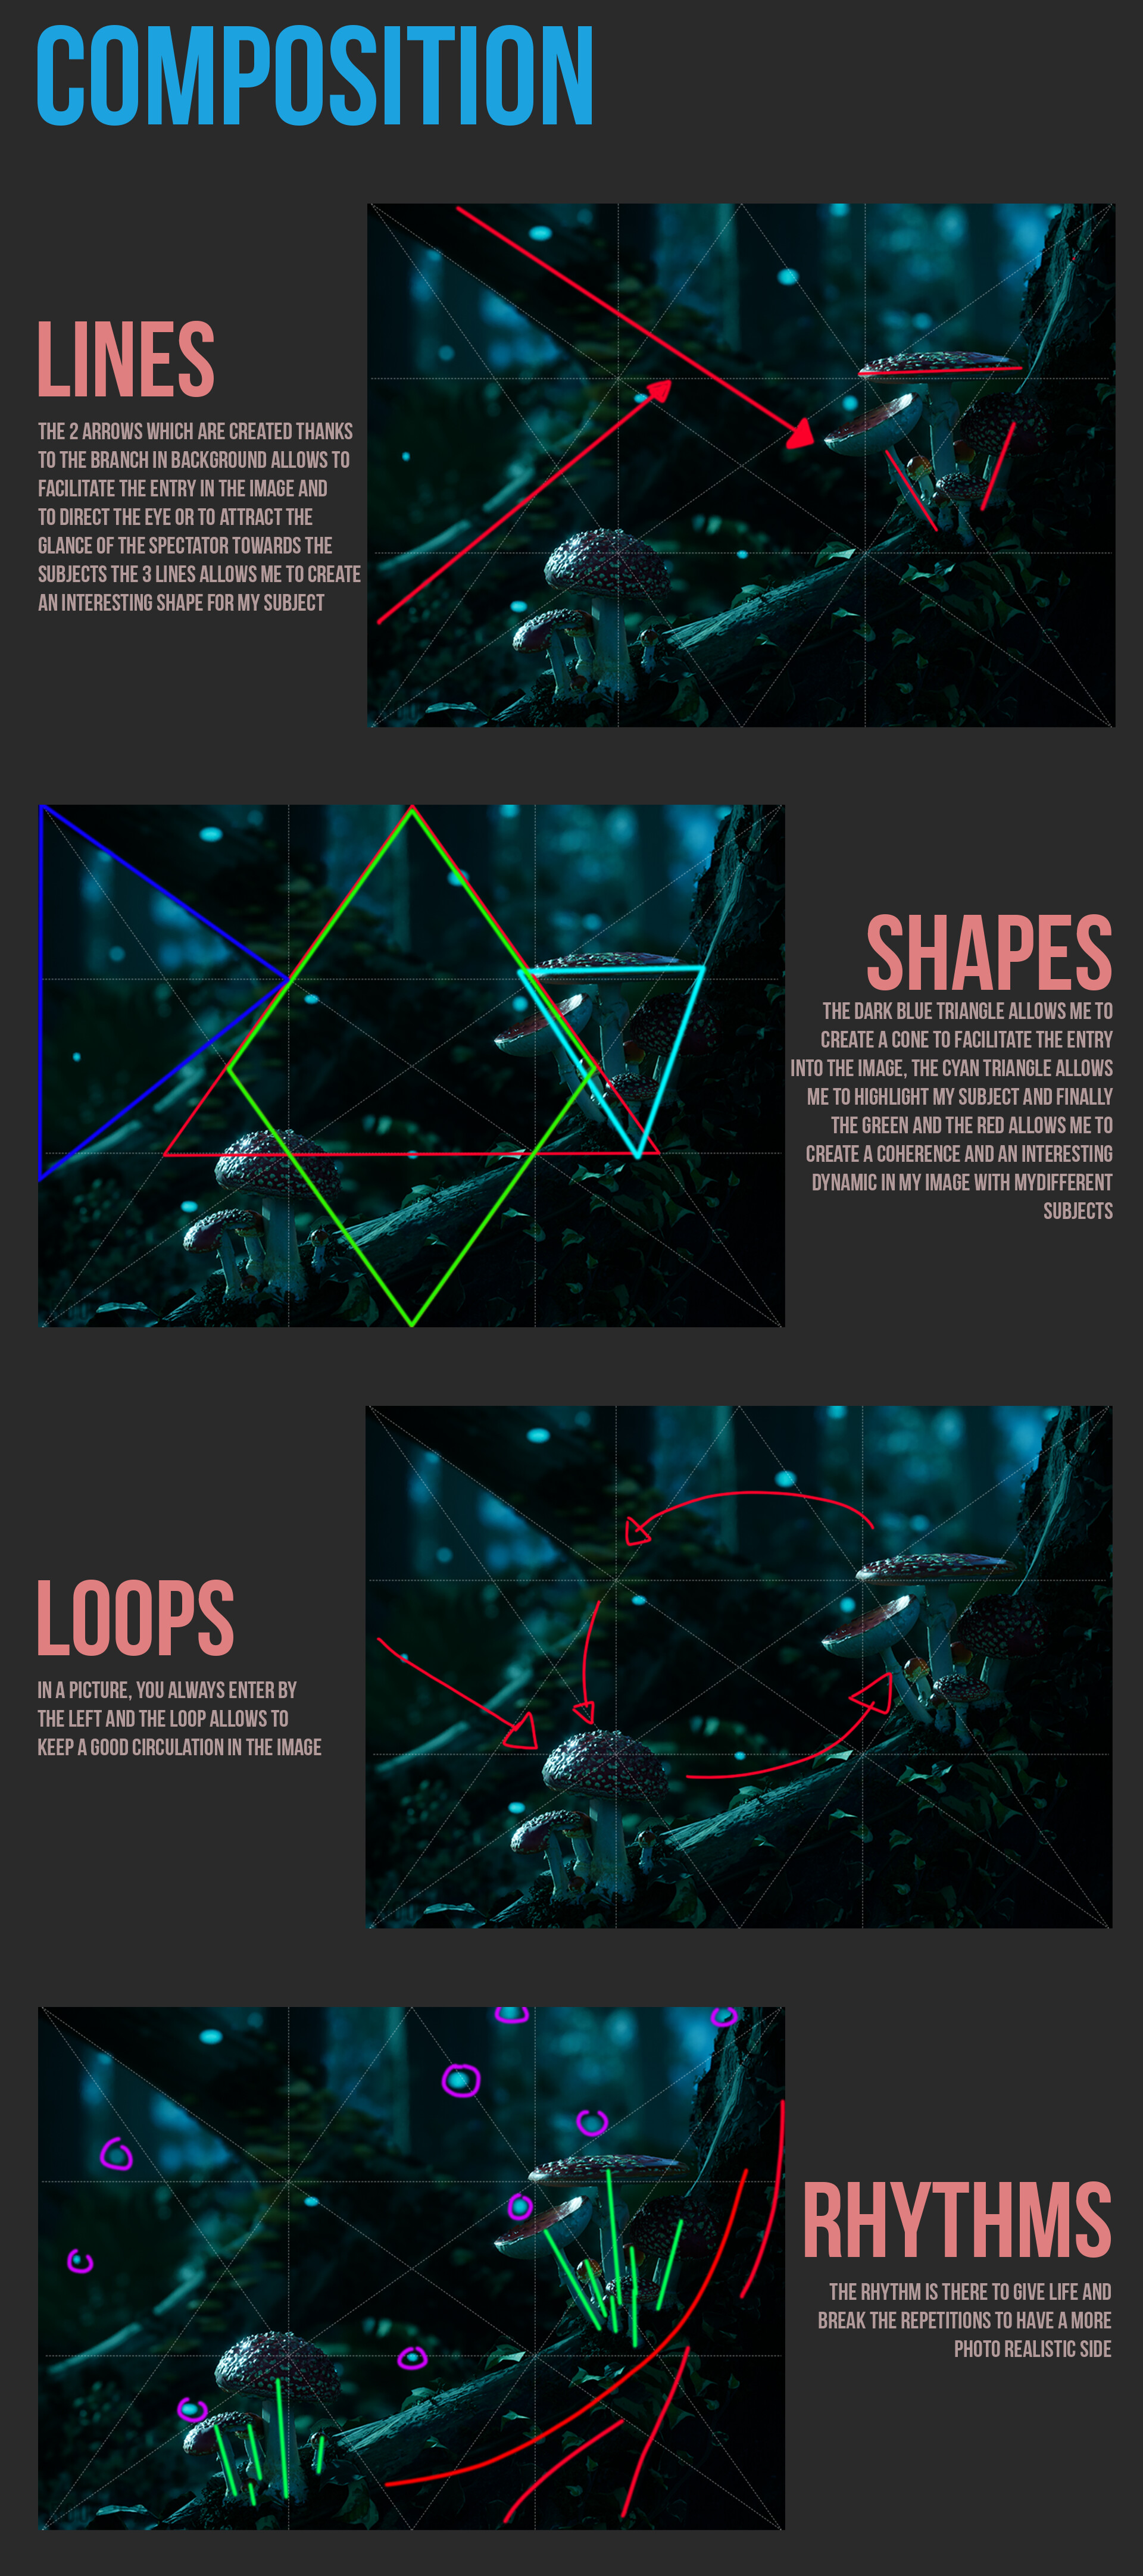 COMPOSITION
LINES
THE 2 ARROWS WHICH ARE CREATED THANKS
TO THE BRANCH IN BACKGROUND ALLOWS TO
FACILITATE THE ENTRY IN THE IMAGE AND
TO DIRECT THE EYE OR TO ATTRACT THE
GLANCE OF THE SPECTATOR TOWARDS THE
SUBJECTS THE 3 LINES ALLOWS ME TO CREATE
AN INTERESTING SHAPE FOR MY SUBJECT
SHAPES
THE DARK BLUE TRIANGLE ALLOWS ME TO
CREATE A CONE TO FACILITATE THE ENTRY
INTO THE IMAGE, THE CYAN TRIANGLE ALLOWS
ME TO HIGHLIGHT MY SUBJECT AND FINALLY
THE GREEN AND THE RED ALLOWS ME TO
CREATE A COHERENCE AND AN INTERESTING
DYNAMIC IN MY IMAGE WITH MYDIFFERENT
SUBJECTS
LOOPS
IN A PICTURE, YOU ALWAYS ENTER BY
THE LEFT AND THE LOOP ALLOWS TO
KEEP A GOOD CIRCULATION IN THE IMAGE
RHYTHMS
THE RHYTHM IS THERE TO GIVE LIFE AND
BREAK THE REPETITIONS TO HAVE A MORE
PHOTO REALISTIC SIDE